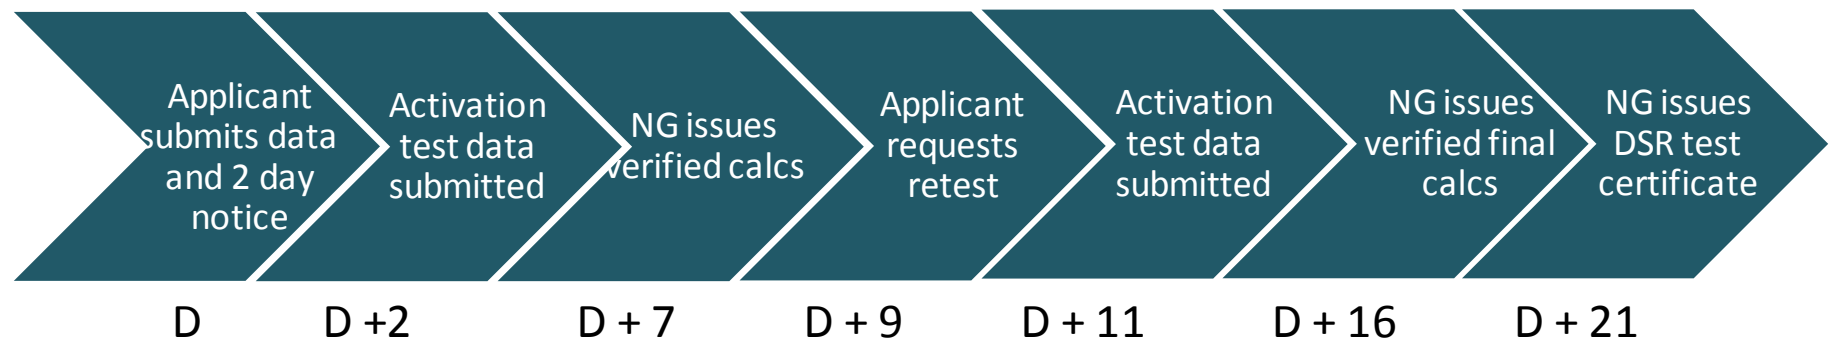 Applicant
submits data
and 2 day
notice
Activation
test data
submitted
NG issues
verified calcs
Applicant
requests
retest
Activation
test data
submitted
NG issues
verified final
calcs
NG issues
DSR test
certificate
D
D +2
D + 7
D + 9
D + 11
D + 16
D + 21